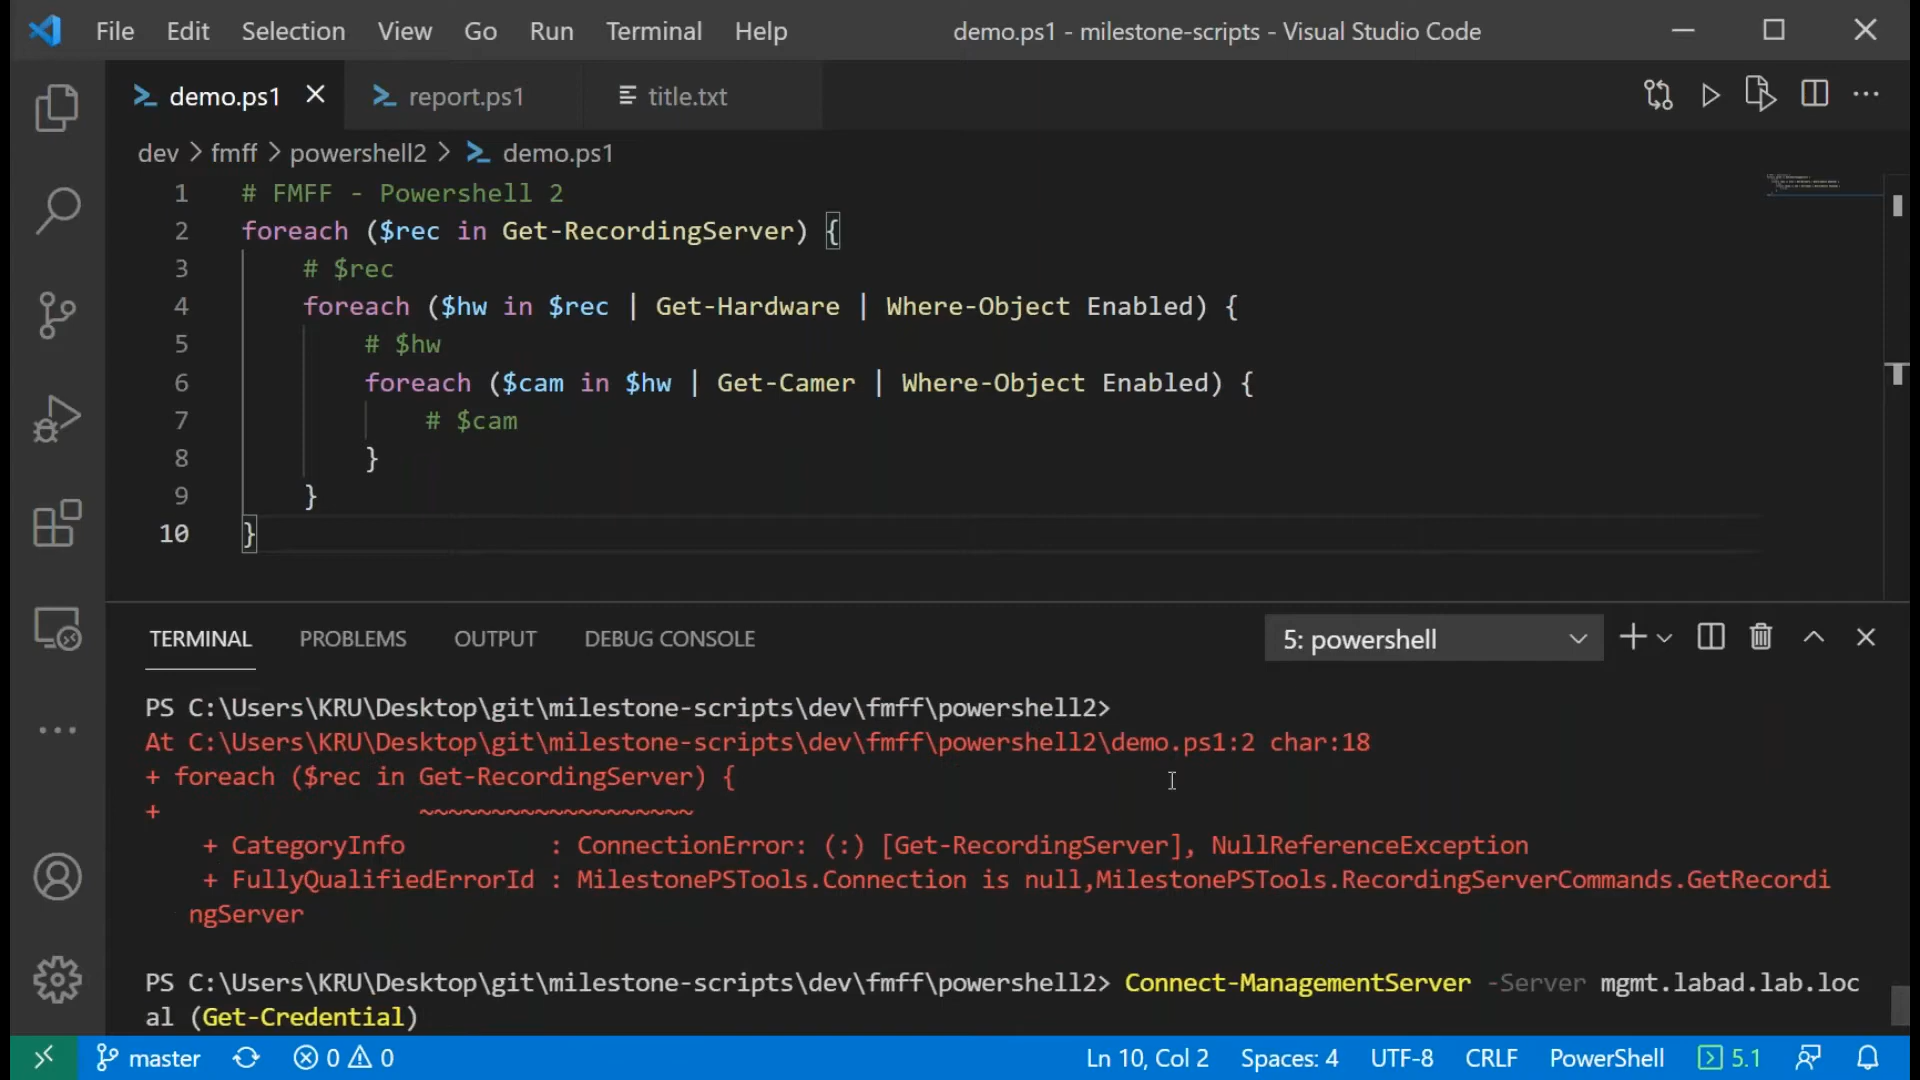 File Edit Selection View Go Run Terminal Help demo.ps1 - milestone-scripts - Visual Studio Code
demo.ps1 report.ps1 title.txt
dev > fmff > powershell2 > demo.ps1
1 # FMFF - Powershell 2
2 foreach ($rec in Get-RecordingServer) {
3 # $rec
4 foreach ($hw in $rec | Get-Hardware | Where-Object Enabled) {
5 # $hw
6 foreach ($cam in $hw | Get-Camer | Where-Object Enabled) {
7 # $cam
8 }
9 }
10 }
TERMINAL PROBLEMS OUTPUT DEBUG CONSOLE 5: powershell
PS C:\Users\KRU\Desktop\git\milestone-scripts\dev\fmff\powershell2>
At C:\Users\KRU\Desktop\git\milestone-scripts\dev\fmff\powershell2\demo.ps1:2 char:18
+ foreach ($rec in Get-RecordingServer) {
+ ~~~~~~~~~~~~~~~~~~~
+ CategoryInfo : ConnectionError: (:) [Get-RecordingServer], NullReferenceException
+ FullyQualifiedErrorId : MilestonePSTools.Connection is null,MilestonePSTools.RecordingServerCommands.GetRecordi
ngServer
PS C:\Users\KRU\Desktop\git\milestone-scripts\dev\fmff\powershell2> Connect-ManagementServer -Server mgmt.labad.lab.loc
al (Get-Credential)
master 0 0 Ln 10, Col 2 Spaces: 4 UTF-8 CRLF PowerShell 5.1